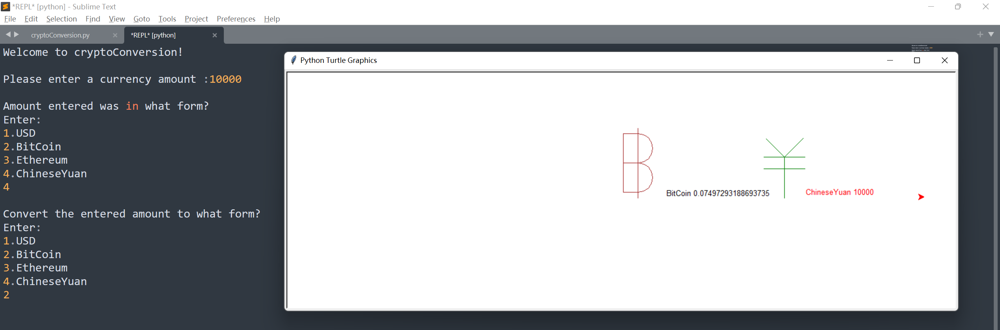 *REPL* [python] - Sublime Text
File Edit Selection Find View Goto Tools Project Preferences Help
cryptoConversion.py
*REPL* [python]
Welcome to cryptoConversion!
Please enter a currency amount :10000
Amount entered was in what form?
Enter:
1.USD
2.BitCoin
3.Ethereum
4.ChineseYuan
4
Convert the entered amount to what form?
Enter:
1.USD
2.BitCoin
3.Ethereum
4.ChineseYuan
2
Python Turtle Graphics
BitCoin 0.07497293188693735
ChineseYuan 10000